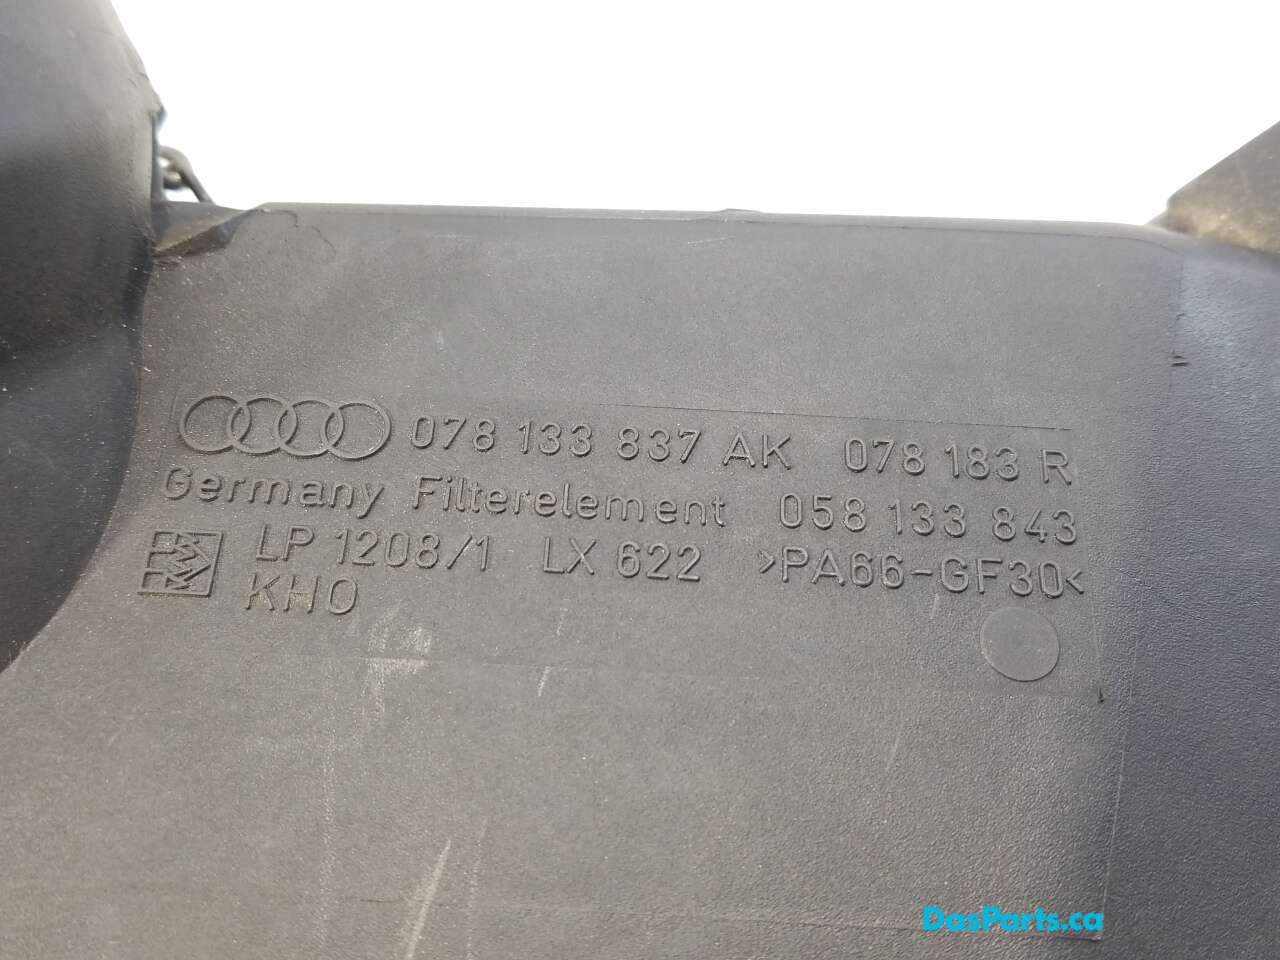 078 133 837 AK 078 183 R
Germany Filterelement 058 133 843
LP 1208/1 LX 622 >PA66-GF30<
KHO
DasParts.ca